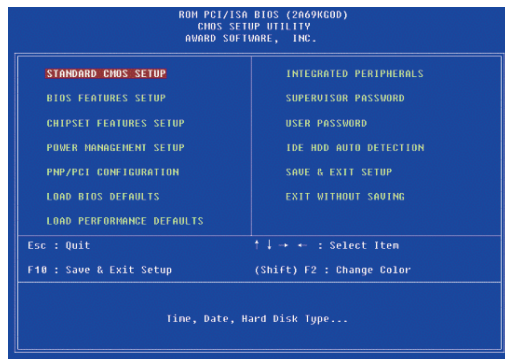 ROM PCI/ISA BIOS (2A69KG0D)
CMOS SETUP UTILITY
AWARD SOFTWARE, INC.
STANDARD CMOS SETUP
BIOS FEATURES SETUP
CHIPSET FEATURES SETUP
POWER MANAGEMENT SETUP
PNP/PCI CONFIGURATION
LOAD BIOS DEFAULTS
LOAD PERFORMANCE DEFAULTS
INTEGRATED PERIPHERALS
SUPERVISOR PASSWORD
USER PASSWORD
IDE HDD AUTO DETECTION
SAVE & EXIT SETUP
EXIT WITHOUT SAVING
Esc : Quit
↑ ↓ → ← : Select Item
F10 : Save & Exit Setup
(Shift) F2 : Change Color
Time, Date, Hard Disk Type...